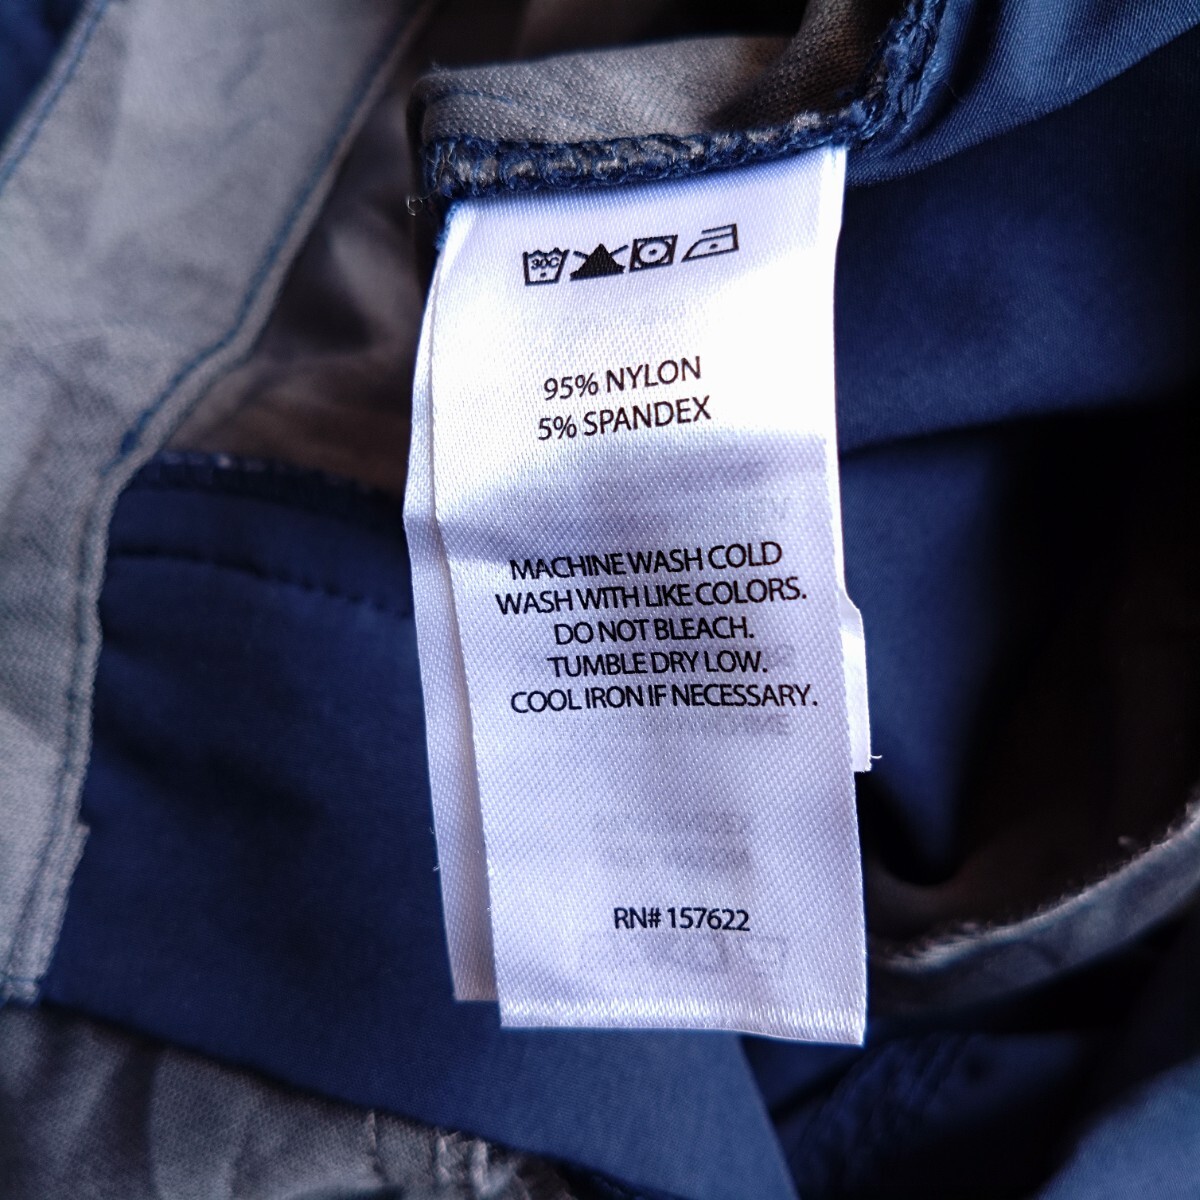 30C
95% NYLON
5% SPANDEX
MACHINE WASH COLD
WASH WITH LIKE COLORS.
DO NOT BLEACH.
TUMBLE DRY LOW.
COOL IRON IF NECESSARY.
RN# 157622